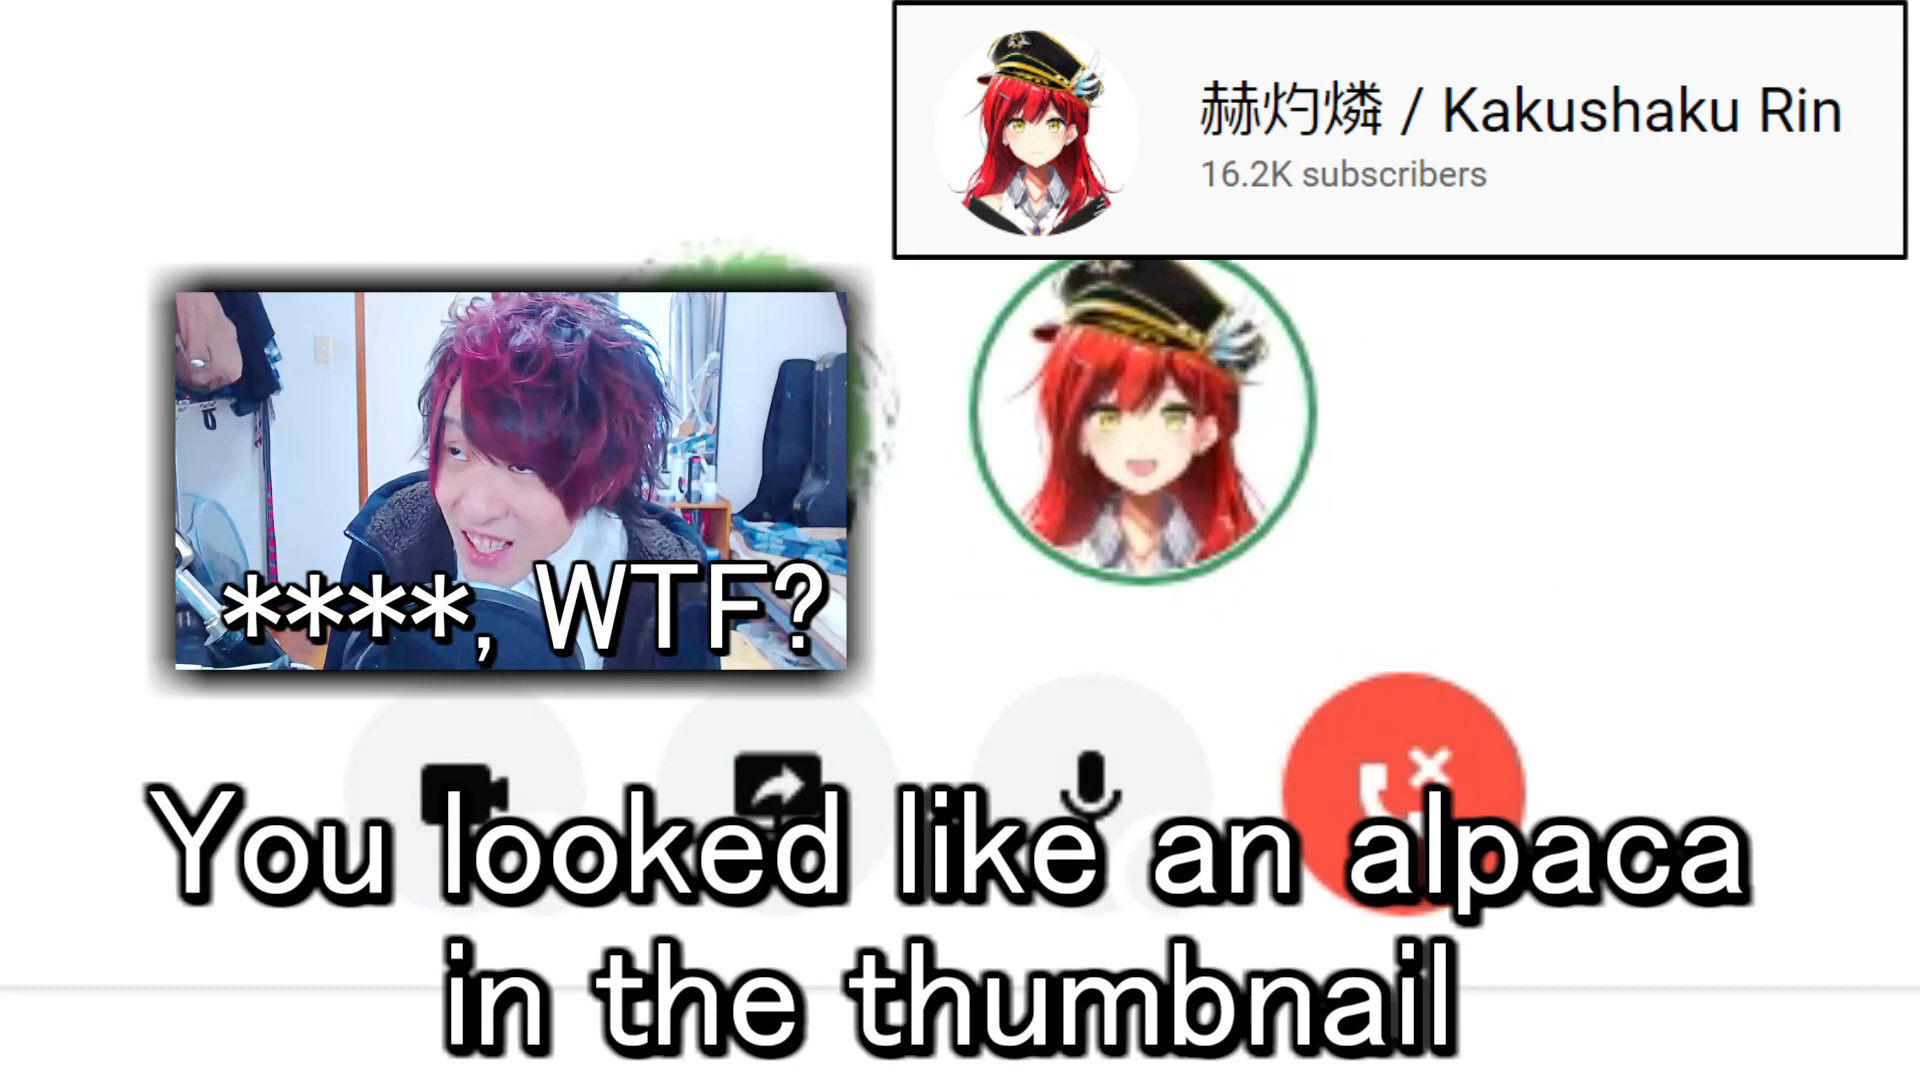 赫灼燐 / Kakushaku Rin
16.2K subscribers
****, WTF?
You looked like an alpaca
in the thumbnail